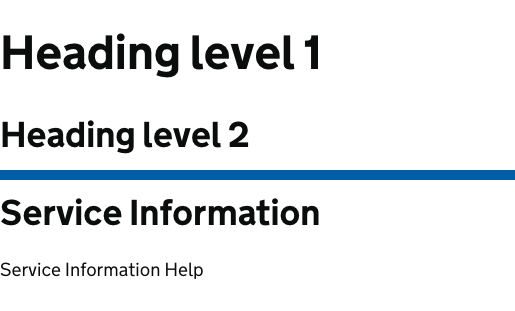 Heading level 1
Heading level 2
Service Information
Service Information Help